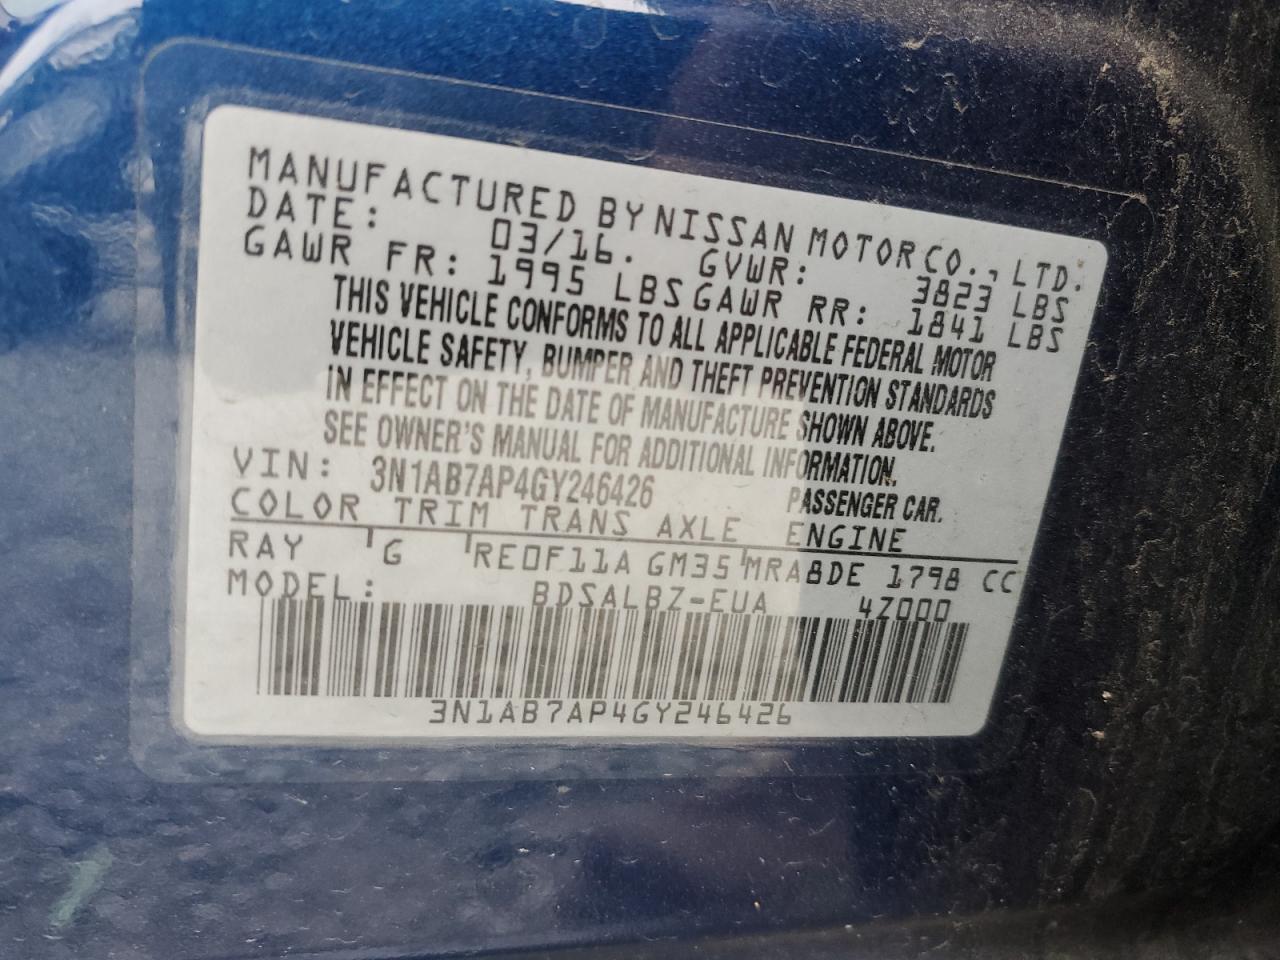 MANUFACTURED BY NISSAN MOTOR CO., LTD.
DATE: 03/16. GVWR: 3823 LBS
GAWR FR: 1995 LBS GAWR RR: 1841 LBS
THIS VEHICLE CONFORMS TO ALL APPLICABLE FEDERAL MOTOR
VEHICLE SAFETY, BUMPER AND THEFT PREVENTION STANDARDS
IN EFFECT ON THE DATE OF MANUFACTURE SHOWN ABOVE.
SEE OWNER'S MANUAL FOR ADDITIONAL INFORMATION.
VIN: 3N1AB7AP4GY246426 PASSENGER CAR.
COLOR TRIM TRANS AXLE ENGINE
RAY G RE0F11A GM35 MRA8DE 1798 CC
MODEL: BDSALBZ-EUA 4Z000
3N1AB7AP4GY246426